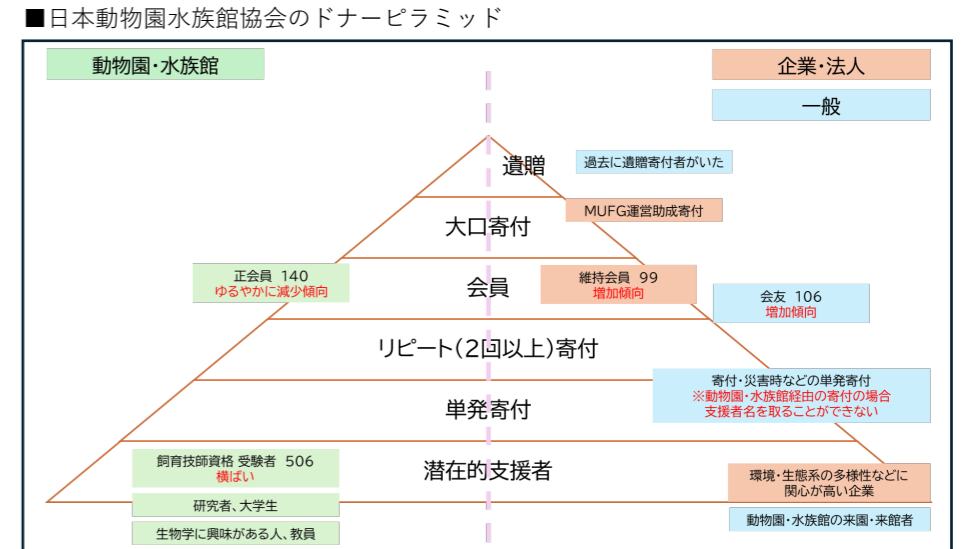 ■日本動物園水族館協会のドナーピラミッド
動物園・水族館
企業・法人
一般
遺贈
過去に遺贈寄付者がいた
MUFG運営助成寄付
大口寄付
正会員 140
ゆるやかに減少傾向
会員
維持会員 99
増加傾向
会友 106
増加傾向
リピート(2回以上)寄付
寄付・災害時などの単発寄付
※動物園・水族館経由の寄付の場合
支援者名を取ることができない
単発寄付
飼育技師資格 受験者 506
横ばい
潜在的支援者
環境・生態系の多様性などに
関心が高い企業
研究者、大学生
動物園・水族館の来園・来館者
生物学に興味がある人、教員